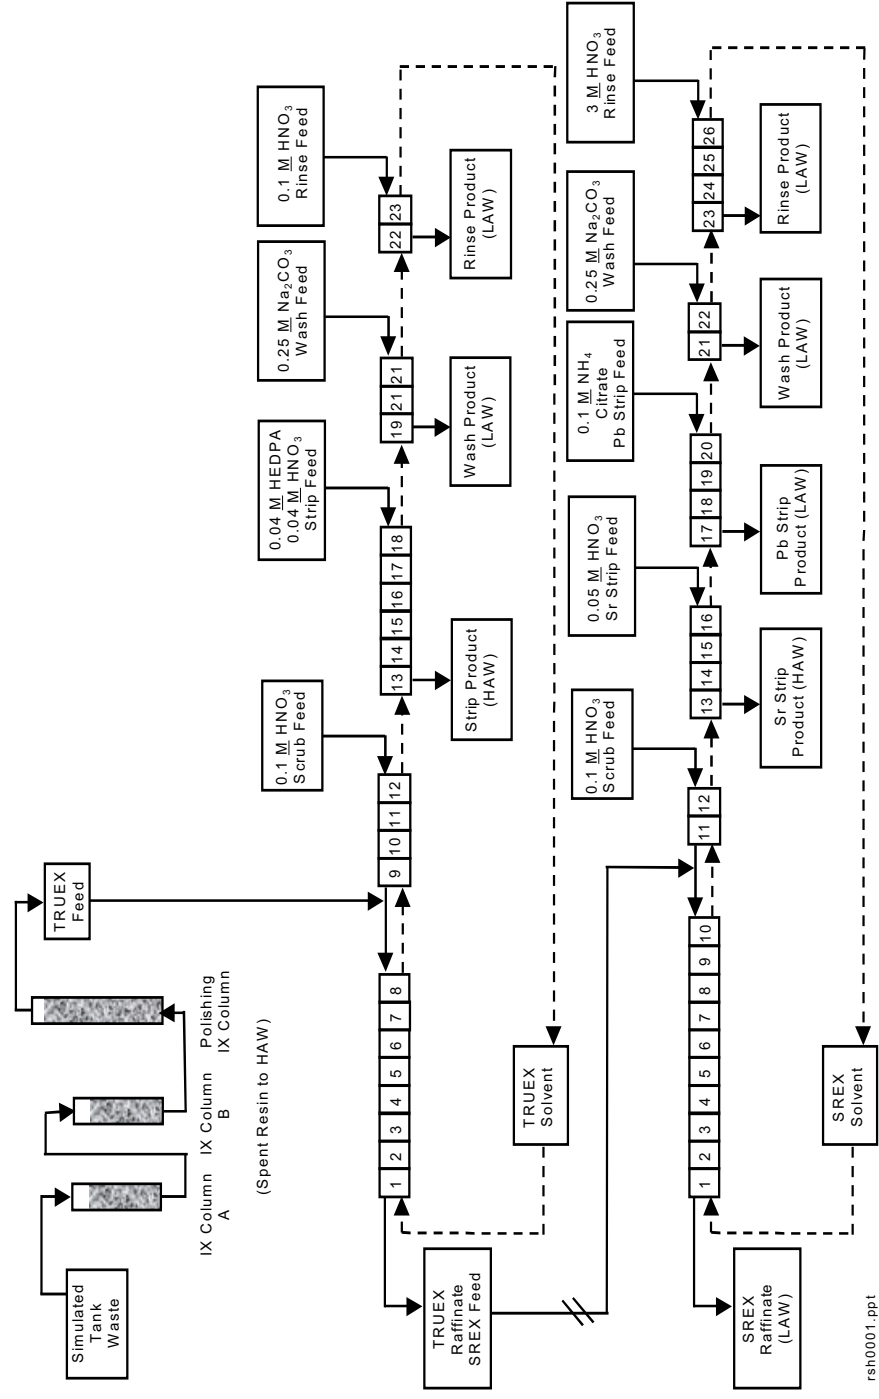 Simulated
Tank
Waste
IX Column
A
IX Column
B
Polishing
IX Column
TRUEX
Feed
(Spent Resin to HAW)
0.1 M HNO₃
Scrub Feed
0.04 M HEDPA
0.04 M HNO₃
Strip Feed
0.25 M Na₂CO₃
Wash Feed
0.1 M HNO₃
Rinse Feed
1 2 3 4 5 6 7 8
9 10 11 12
13 14 15 16 17 18
19 21 21
22 23
TRUEX
Raffinate
SREX Feed
Strip Product
(HAW)
Wash Product
(LAW)
Rinse Product
(LAW)
TRUEX
Solvent
0.1 M HNO₃
Scrub Feed
0.05 M HNO₃
Sr Strip Feed
0.1 M NH₄
Citrate
Pb Strip Feed
0.25 M Na₂CO₃
Wash Feed
3 M HNO₃
Rinse Feed
1 2 3 4 5 6 7 8 9 10
11 12
13 14 15 16
17 18 19 20
21 22
23 24 25 26
SREX
Raffinate
(LAW)
Sr Strip
Product (HAW)
Pb Strip
Product (LAW)
Wash Product
(LAW)
Rinse Product
(LAW)
SREX
Solvent
rsh0001.ppt